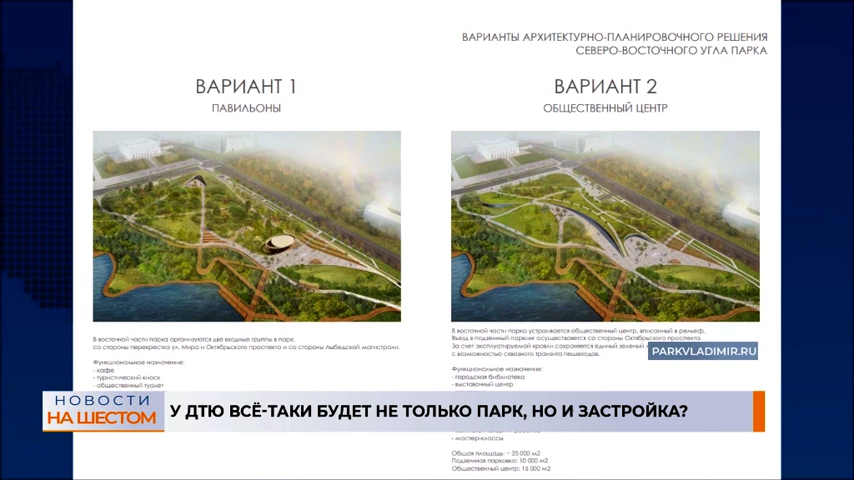 ВАРИАНТЫ АРХИТЕКТУРНО-ПЛАНИРОВОЧНОГО РЕШЕНИЯ
СЕВЕРО-ВОСТОЧНОГО УГЛА ПАРКА
ВАРИАНТ 1
ПАВИЛЬОНЫ
В восточной части парка организуются две входные группы в парк:
со стороны перекрестка ул. Мира и Октябрьского проспекта и со стороны Лыбедской магистрали.
Функциональное назначение:
- кафе
- туристический киоск
- общественный туалет
ВАРИАНТ 2
ОБЩЕСТВЕННЫЙ ЦЕНТР
В восточной части парка устраивается общественный центр, вписанный в рельеф.
Въезд в подземный паркинг осуществляется со стороны Октябрьского проспекта.
За счет эксплуатируемой кровли сохраняется единый зеленый
с возможностью сквозного транзита пешеходов.
PARKVLADIMIR.RU
Функциональное назначение:
- городская библиотека
- выставочный центр
- мастер-классы
Общая площадь: ~ 25 000 м2
Подземная парковка: 10 000 м2
Общественный центр: 15 000 м2
НОВОСТИ
НА ШЕСТОМ
У ДТЮ ВСЁ-ТАКИ БУДЕТ НЕ ТОЛЬКО ПАРК, НО И ЗАСТРОЙКА?